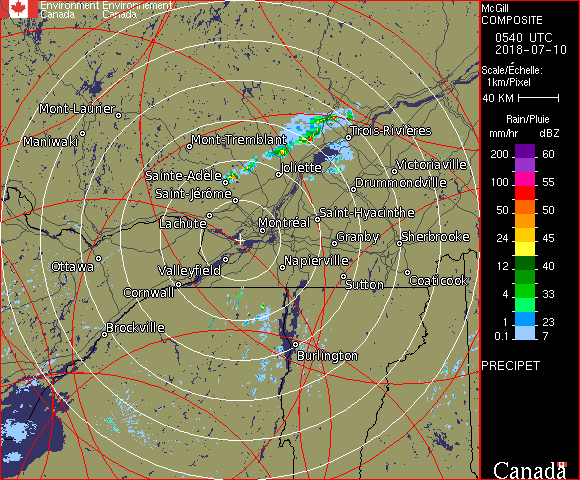 Environment Environnement
Canada Canada
McGill
COMPOSITE
0540 UTC
2018-07-10
Scale/Échelle:
1km/Pixel
40 KM
Rain/Pluie
mm/hr dBZ
200 60
100 55
50 50
24 45
12 40
4 33
1 23
0.1 7
PRECIPET
Canada
Mont-Laurier
Maniwaki
Mont-Tremblant
Trois-Rivières
Sainte-Adèle
Joliette
Victoriaville
Saint-Jérôme
Drummondville
Lachute
Montréal
Saint-Hyacinthe
Granby
Sherbrooke
Ottawa
Valleyfield
Napierville
Cornwall
Sutton
Coaticook
Brockville
Burlington